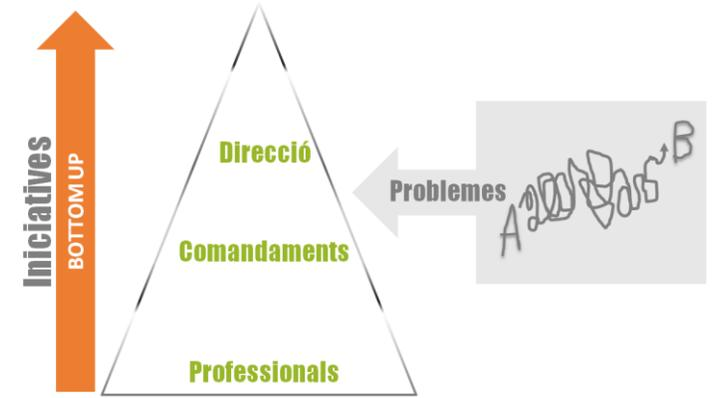 Iniciatives
BOTTOM UP
Direcció
Comandaments
Professionals
Problemes
A
B